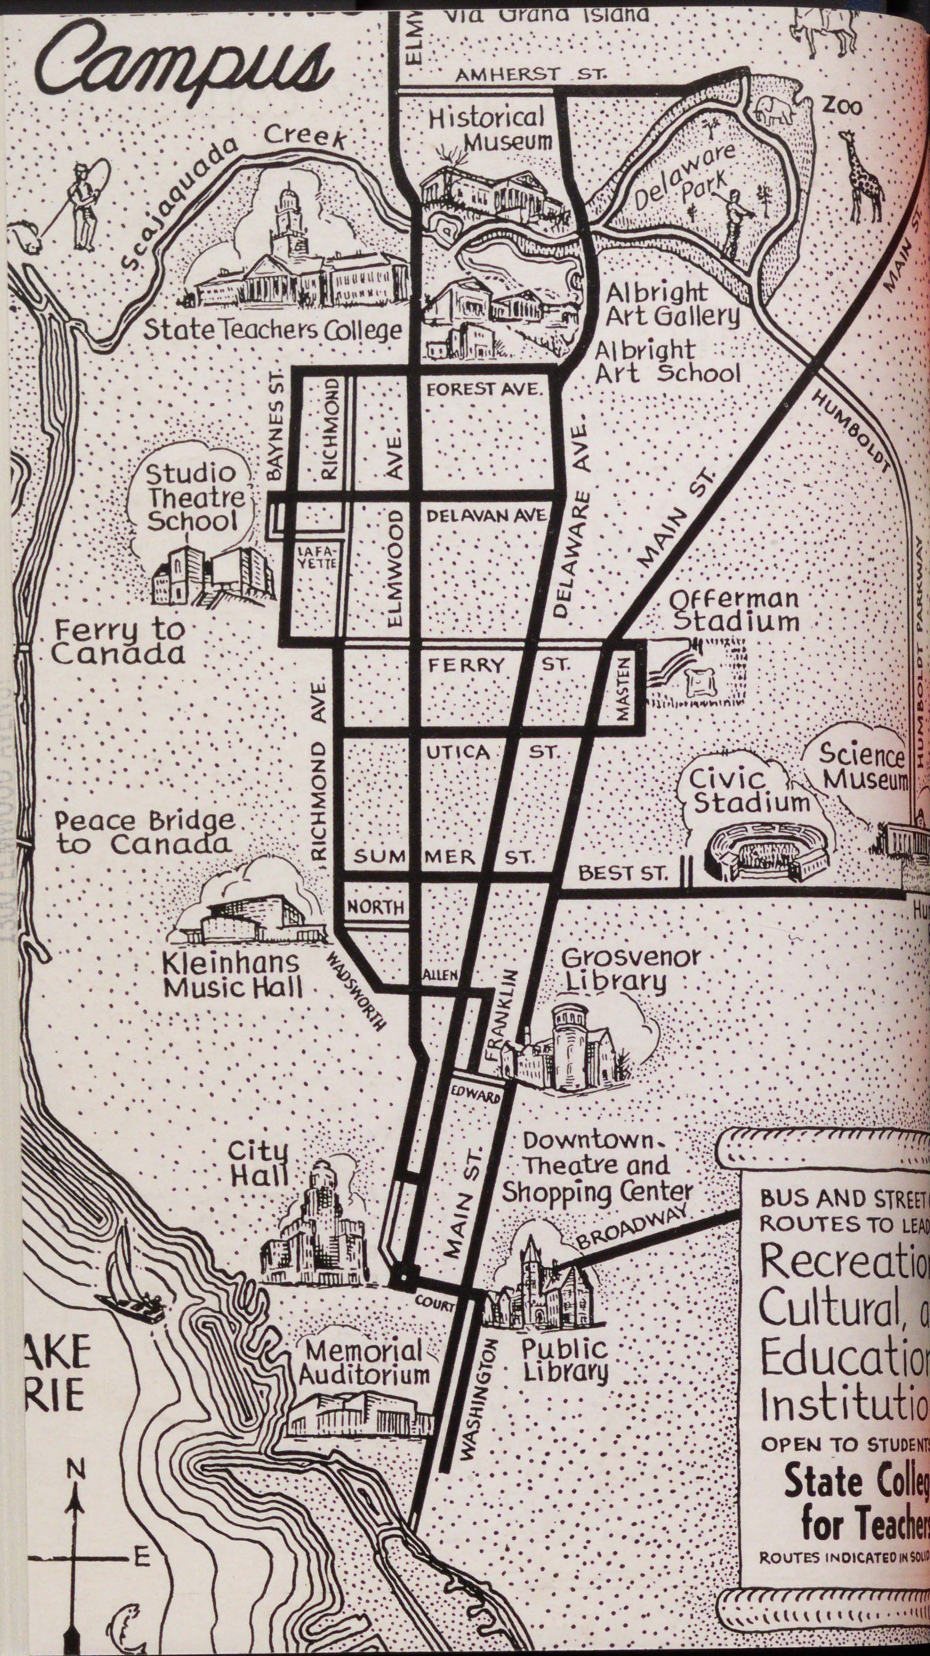 Via Grand Island
Campus
ELMW
AMHERST ST.
Historical
Museum
Zoo
Scajaquada Creek
Delaware
Park
MAIN ST.
State Teachers College
Albright
Art Gallery
Albright
Art School
BAYNES ST.
RICHMOND
AVE
FOREST AVE.
HUMBOLDT
DELAWARE AVE.
MAIN ST.
Studio
Theatre
School
DELAVAN AVE
ELMWOOD
LAFA-
YETTE
HUMBOLDT PARKWAY
Offerman
Stadium
Ferry to
Canada
FERRY ST.
MASTEN
RICHMOND AVE
UTICA ST.
Civic
Stadium
Science
Museum
Peace Bridge
to Canada
SUMMER ST.
BEST ST.
NORTH
HU
Kleinhans
Music Hall
WADSWORTH
ALLEN
FRANKLIN
Grosvenor
Library
EDWARD
City
Hall
MAIN ST.
Downtown
Theatre and
Shopping Center
BROADWAY
COURT
Memorial
Auditorium
WASHINGTON
Public
Library
AKE
RIE
N
E
BUS AND STREET
ROUTES TO LEAD
Recreatio
Cultural, a
Education
Institutio
OPEN TO STUDENTS
State Colleg
for Teachers
ROUTES INDICATED IN SOLID